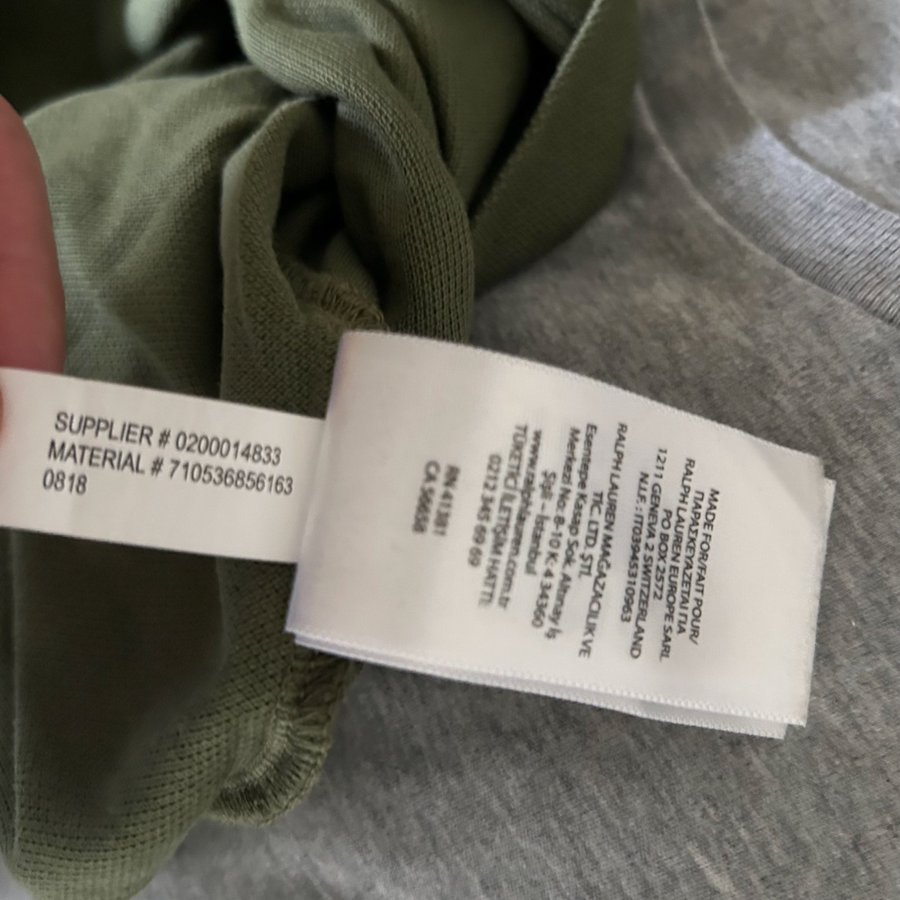 SUPPLIER # 0200014833
MATERIAL # 710536856163
0818
MADE FOR/FAIT POUR/
ΠΑΡΑΣΚΕΥΑΖΕΤΑΙ ΓΙΑ
RALPH LAUREN EUROPE SARL
PO BOX 2572
1211 GENEVA 2 SWITZERLAND
N.I.F. : IT03945310963
RALPH LAUREN MAĞAZACILIK VE
TİC. LTD. ŞTİ.
Esentepe Kasap Sok. Altınay İş
Merkezi No: 8-10 K: 4 34360
Şişli - İstanbul
www.ralphlauren.com.tr
TÜKETİCİ İLETİŞİM HATTI:
0212 345 69 69
RN 41381
CA 56658